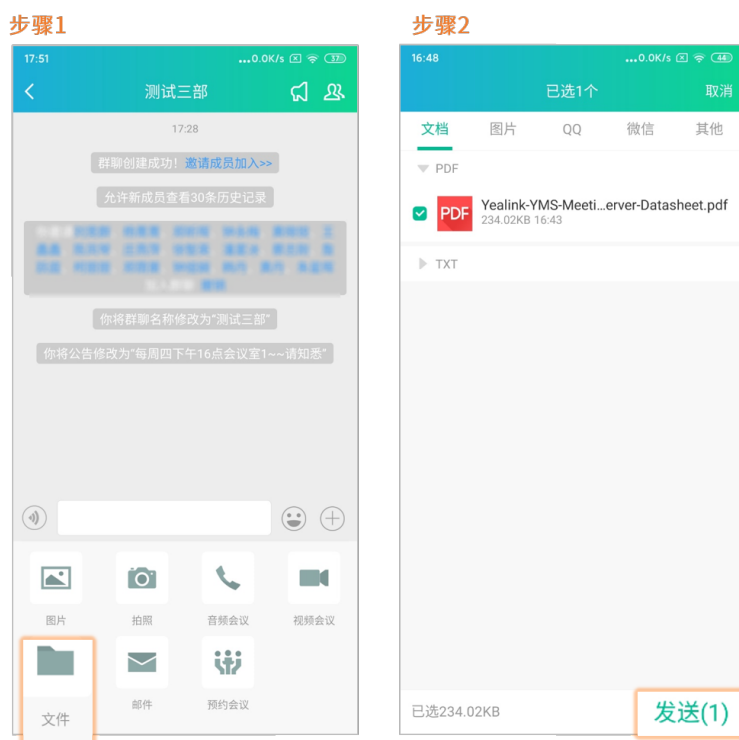 步骤1
17:51
...0.0K/s
37
测试三部
17:28
群聊创建成功！邀请成员加入>>
允许新成员查看30条历史记录
你将群聊名称修改为“测试三部”
你将公告修改为“每周四下午16点会议室1~~请知悉”
图片
拍照
音频会议
视频会议
文件
邮件
预约会议
步骤2
16:48
...0.0K/s
44
已选1个
取消
文档
图片
QQ
微信
其他
PDF
PDF
Yealink-YMS-Meeti...erver-Datasheet.pdf
234.02KB 16:43
TXT
已选234.02KB
发送(1)